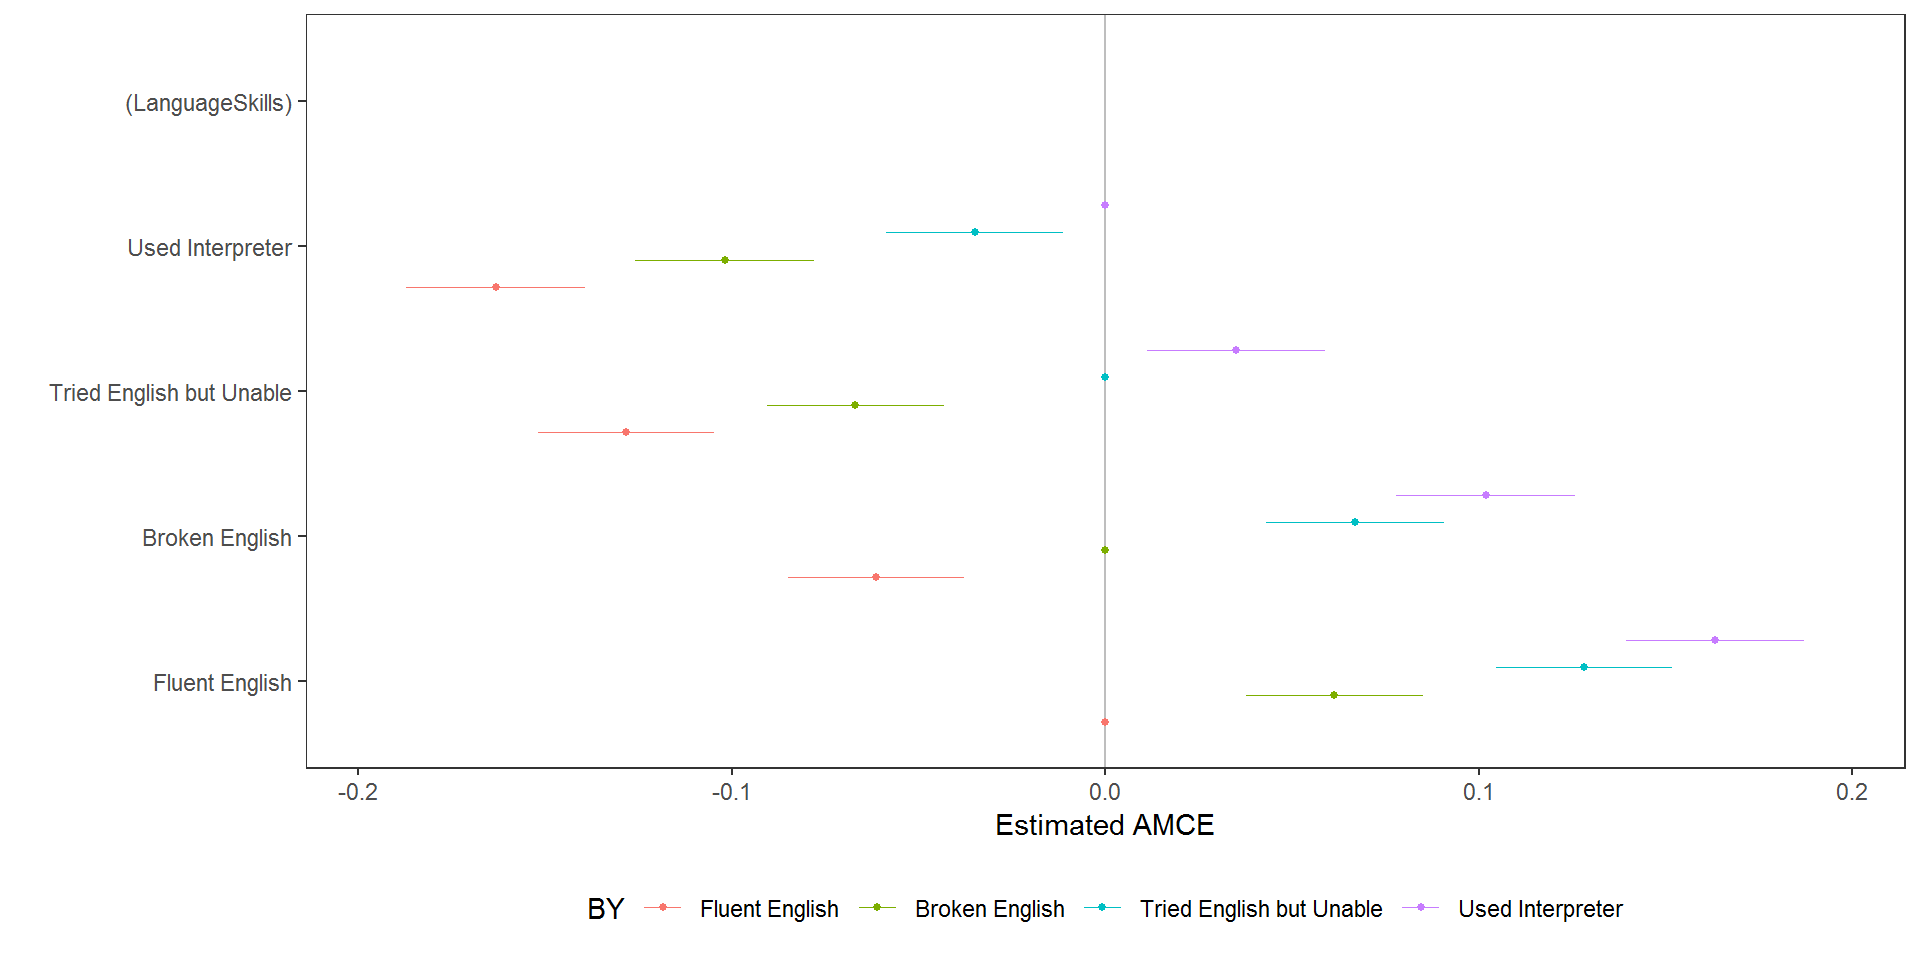 (LanguageSkills)
Used Interpreter
Tried English but Unable
Broken English
Fluent English
-0.2 -0.1 0.0 0.1 0.2
Estimated AMCE
BY Fluent English Broken English Tried English but Unable Used Interpreter